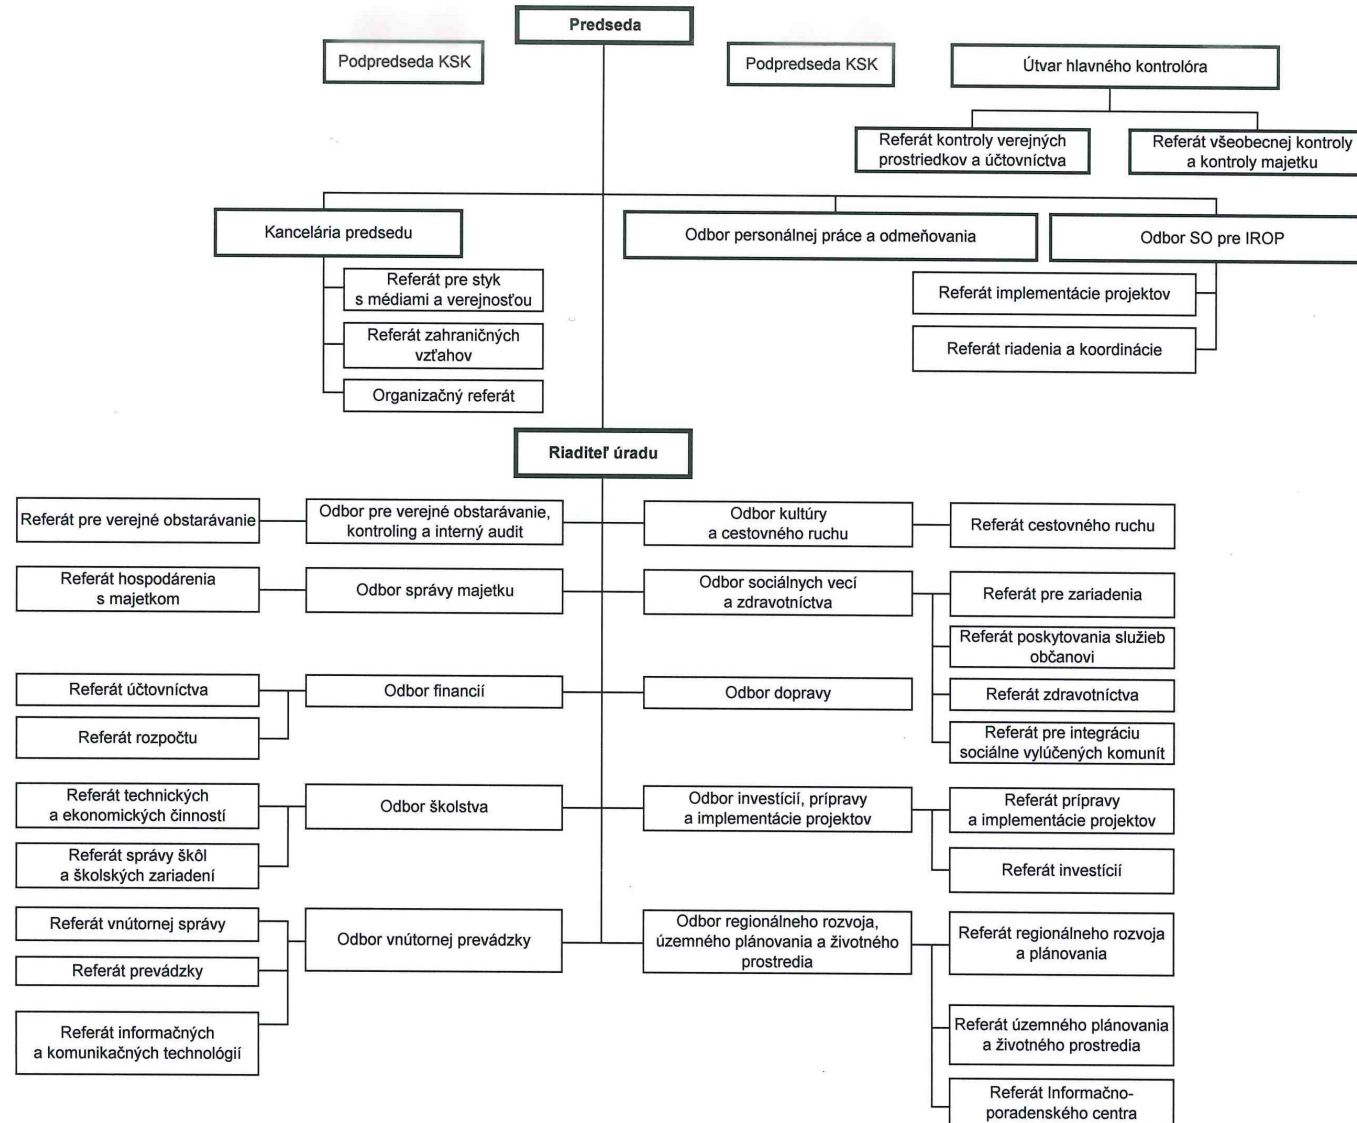 Predseda
Podpredseda KSK
Podpredseda KSK
Útvar hlavného kontrolóra
Referát kontroly verejných
prostriedkov a účtovníctva
Referát všeobecnej kontroly
a kontroly majetku
Kancelária predsedu
Odbor personálnej práce a odmeňovania
Odbor SO pre IROP
Referát pre styk
s médiami a verejnosťou
Referát zahraničných
vzťahov
Organizačný referát
Referát implementácie projektov
Referát riadenia a koordinácie
Riaditeľ úradu
Referát pre verejné obstarávanie
Odbor pre verejné obstarávanie,
kontroling a interný audit
Odbor kultúry
a cestovného ruchu
Referát cestovného ruchu
Referát hospodárenia
s majetkom
Odbor správy majetku
Odbor sociálnych vecí
a zdravotníctva
Referát pre zariadenia
Referát poskytovania služieb
občanovi
Referát účtovníctva
Odbor financií
Odbor dopravy
Referát zdravotníctva
Referát rozpočtu
Referát pre integráciu
sociálne vylúčených komunít
Referát technických
a ekonomických činností
Odbor školstva
Odbor investícií, prípravy
a implementácie projektov
Referát prípravy
a implementácie projektov
Referát správy škôl
a školských zariadení
Referát investícií
Referát vnútornej správy
Odbor vnútornej prevádzky
Odbor regionálneho rozvoja,
územného plánovania a životného
prostredia
Referát regionálneho rozvoja
a plánovania
Referát prevádzky
Referát informačných
a komunikačných technológií
Referát územného plánovania
a životného prostredia
Referát Informačno-
poradenského centra